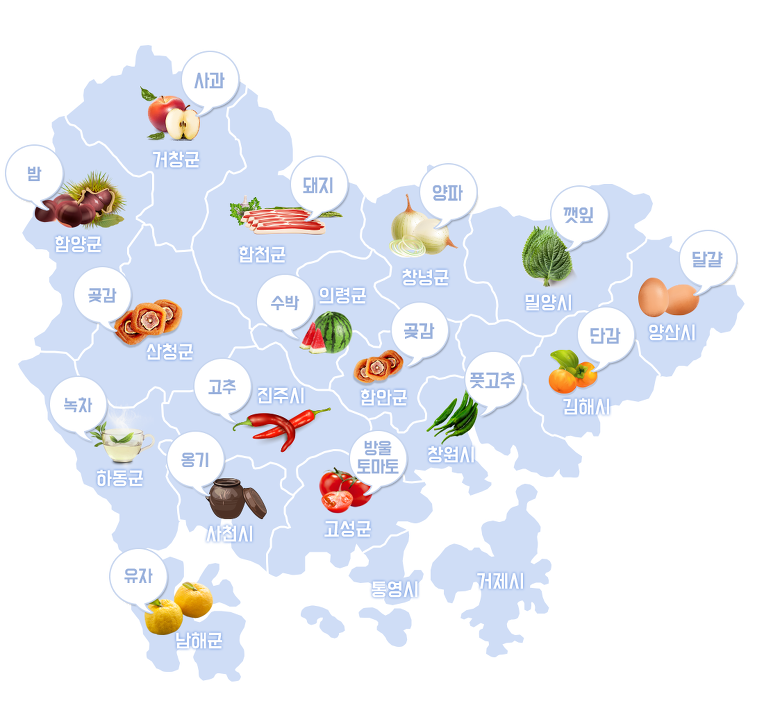 사과
거창군
밤
함양군
돼지
합천군
양파
창녕군
깻잎
밀양시
달걀
양산시
곶감
산청군
수박
의령군
곶감
함안군
단감
김해시
풋고추
창원시
고추
진주시
녹차
하동군
옹기
사천시
방울
토마토
고성군
유자
남해군
통영시
거제시